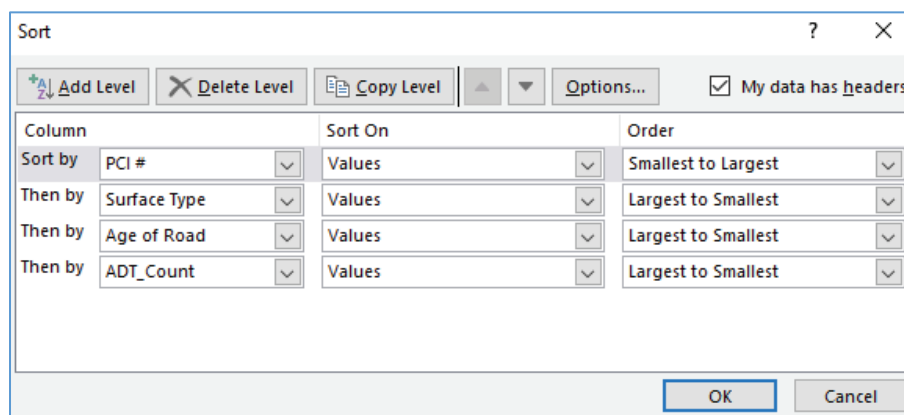 Sort ?
Add Level Delete Level Copy Level Options... My data has headers
Column Sort On Order
Sort by PCI # Values Smallest to Largest
Then by Surface Type Values Largest to Smallest
Then by Age of Road Values Largest to Smallest
Then by ADT_Count Values Largest to Smallest
OK Cancel